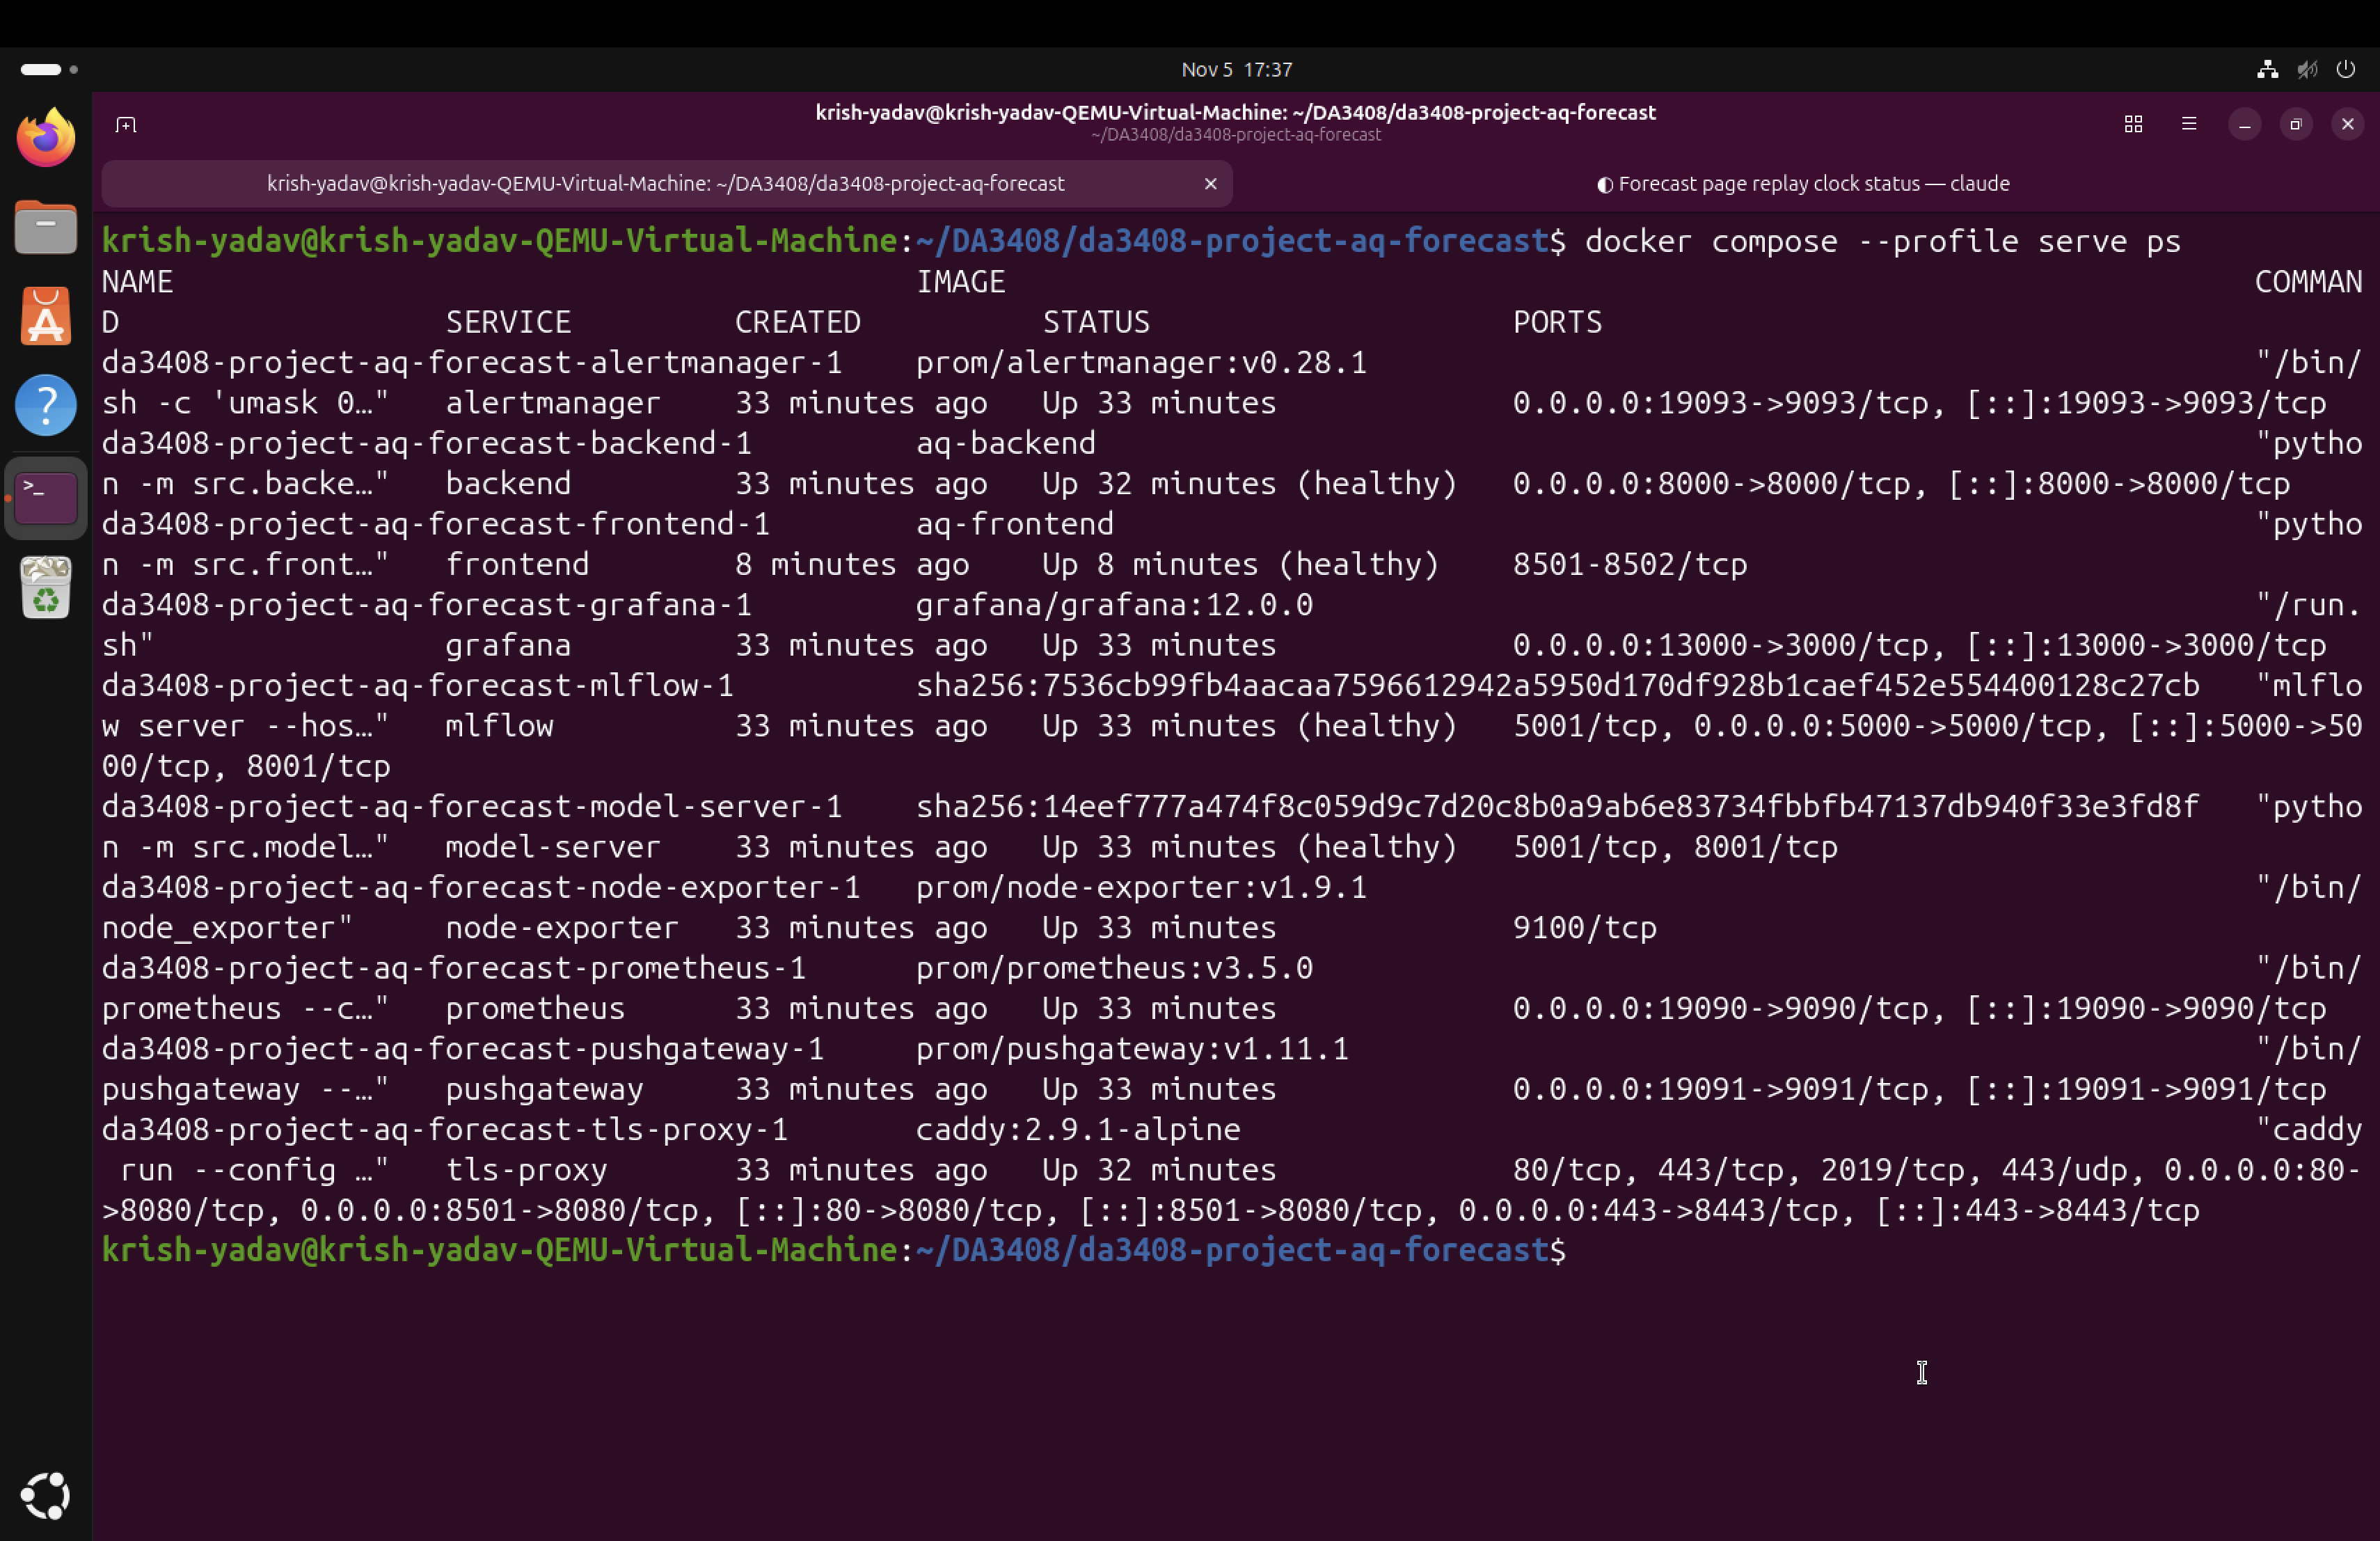 Nov 5 17:37
krish-yadav@krish-yadav-QEMU-Virtual-Machine: ~/DA3408/da3408-project-aq-forecast
~/DA3408/da3408-project-aq-forecast
krish-yadav@krish-yadav-QEMU-Virtual-Machine: ~/DA3408/da3408-project-aq-forecast
Forecast page replay clock status — claude
krish-yadav@krish-yadav-QEMU-Virtual-Machine:~/DA3408/da3408-project-aq-forecast$ docker compose --profile serve ps
NAME IMAGE COMMAN
D SERVICE CREATED STATUS PORTS
da3408-project-aq-forecast-alertmanager-1 prom/alertmanager:v0.28.1 "/bin/
sh -c 'umask 0…" alertmanager 33 minutes ago Up 33 minutes 0.0.0.0:19093->9093/tcp, [::]:19093->9093/tcp
da3408-project-aq-forecast-backend-1 aq-backend "pytho
n -m src.backe…" backend 33 minutes ago Up 32 minutes (healthy) 0.0.0.0:8000->8000/tcp, [::]:8000->8000/tcp
da3408-project-aq-forecast-frontend-1 aq-frontend "pytho
n -m src.front…" frontend 8 minutes ago Up 8 minutes (healthy) 8501-8502/tcp
da3408-project-aq-forecast-grafana-1 grafana/grafana:12.0.0 "/run.
sh" grafana 33 minutes ago Up 33 minutes 0.0.0.0:13000->3000/tcp, [::]:13000->3000/tcp
da3408-project-aq-forecast-mlflow-1 sha256:7536cb99fb4aacaa7596612942a5950d170df928b1caef452e554400128c27cb "mlflo
w server --hos…" mlflow 33 minutes ago Up 33 minutes (healthy) 5001/tcp, 0.0.0.0:5000->5000/tcp, [::]:5000->50
00/tcp, 8001/tcp
da3408-project-aq-forecast-model-server-1 sha256:14eef777a474f8c059d9c7d20c8b0a9ab6e83734fbbfb47137db940f33e3fd8f "pytho
n -m src.model…" model-server 33 minutes ago Up 33 minutes (healthy) 5001/tcp, 8001/tcp
da3408-project-aq-forecast-node-exporter-1 prom/node-exporter:v1.9.1 "/bin/
node_exporter" node-exporter 33 minutes ago Up 33 minutes 9100/tcp
da3408-project-aq-forecast-prometheus-1 prom/prometheus:v3.5.0 "/bin/
prometheus --c…" prometheus 33 minutes ago Up 33 minutes 0.0.0.0:19090->9090/tcp, [::]:19090->9090/tcp
da3408-project-aq-forecast-pushgateway-1 prom/pushgateway:v1.11.1 "/bin/
pushgateway --…" pushgateway 33 minutes ago Up 33 minutes 0.0.0.0:19091->9091/tcp, [::]:19091->9091/tcp
da3408-project-aq-forecast-tls-proxy-1 caddy:2.9.1-alpine "caddy
run --config …" tls-proxy 33 minutes ago Up 32 minutes 80/tcp, 443/tcp, 2019/tcp, 443/udp, 0.0.0.0:80-
>8080/tcp, 0.0.0.0:8501->8080/tcp, [::]:80->8080/tcp, [::]:8501->8080/tcp, 0.0.0.0:443->8443/tcp, [::]:443->8443/tcp
krish-yadav@krish-yadav-QEMU-Virtual-Machine:~/DA3408/da3408-project-aq-forecast$